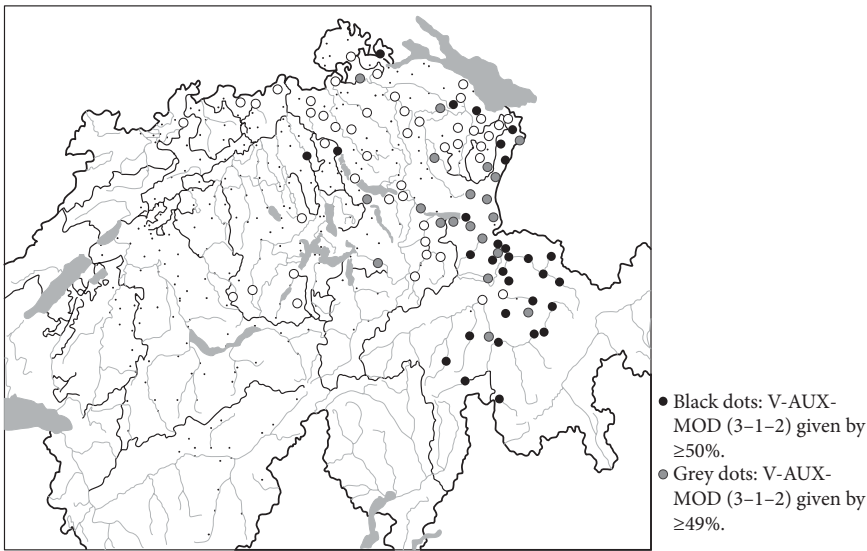 Black dots: V-AUX-
MOD (3–1–2) given by
≥50%.
Grey dots: V-AUX-
MOD (3–1–2) given by
≥49%.